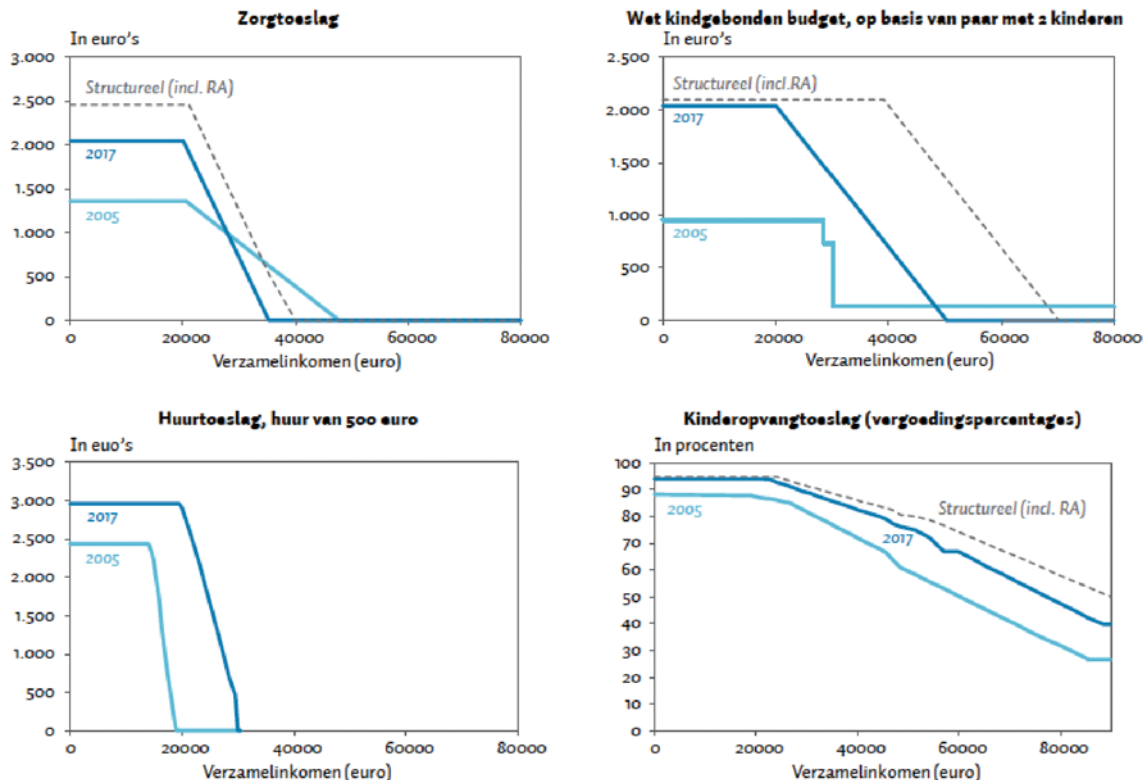 Zorgtoeslag
In euro's
3.000
2.500
2.000
1.500
1.000
500
0
Structureel (incl. RA)
2017
2005
0 20000 40000 60000 80000
Verzamelinkomen (euro)
Wet kindgebonden budget, op basis van paar met 2 kinderen
In euro's
2.500
2.000
1.500
1.000
500
0
Structureel (incl.RA)
2017
2005
0 20000 40000 60000 80000
Verzamelinkomen (euro)
Huurtoeslag, huur van 500 euro
In euo's
3.500
3.000
2.500
2.000
1.500
1.000
500
0
2017
2005
0 20000 40000 60000 80000
Verzamelinkomen (euro)
Kinderopvangtoeslag (vergoedingspercentages)
In procenten
100
90
80
70
60
50
40
30
20
10
0
2005
Structureel (incl. RA)
2017
0 20000 40000 60000 80000
Verzamelinkomen (euro)